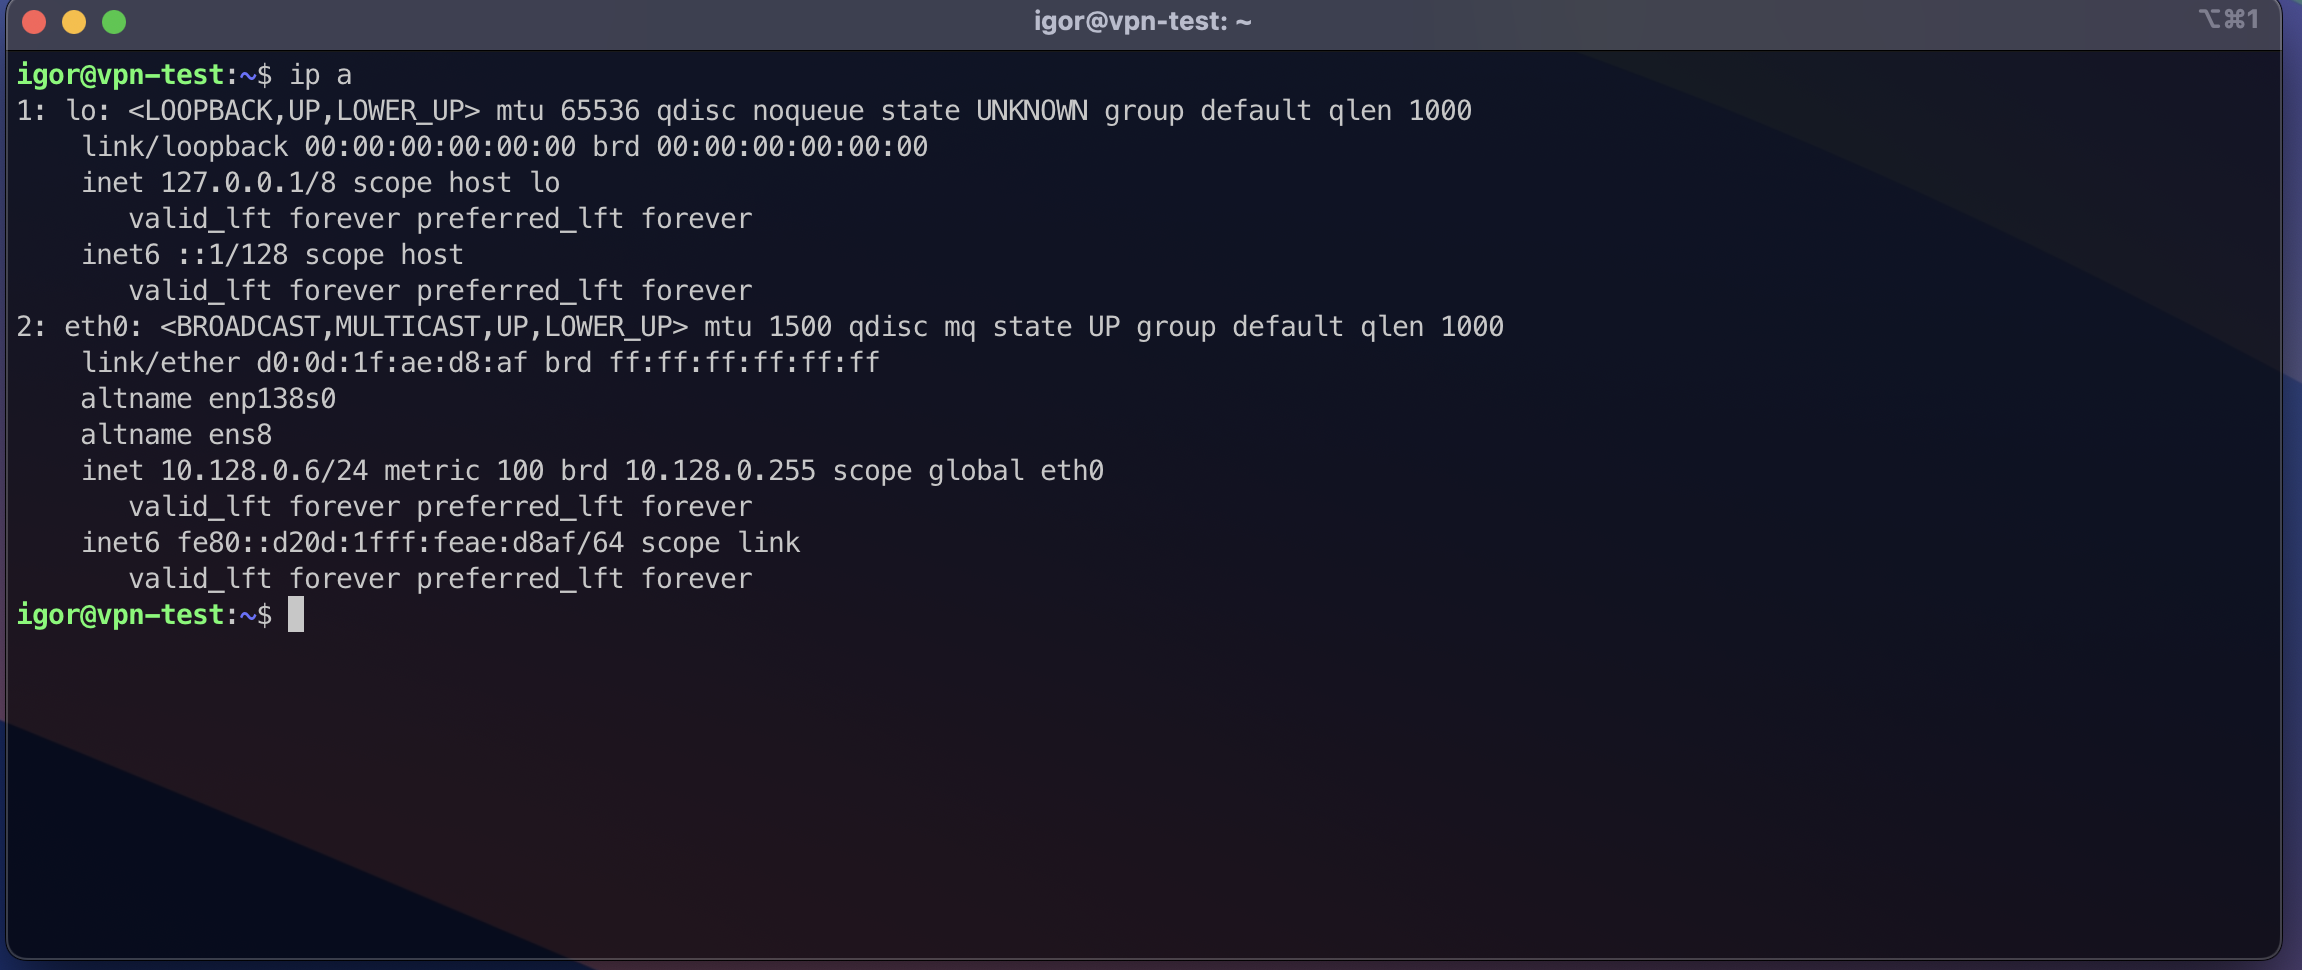 igor@vpn-test: ~
⌥⌘1
igor@vpn-test:~$ ip a
1: lo: <LOOPBACK,UP,LOWER_UP> mtu 65536 qdisc noqueue state UNKNOWN group default qlen 1000
    link/loopback 00:00:00:00:00:00 brd 00:00:00:00:00:00
    inet 127.0.0.1/8 scope host lo
       valid_lft forever preferred_lft forever
    inet6 ::1/128 scope host
       valid_lft forever preferred_lft forever
2: eth0: <BROADCAST,MULTICAST,UP,LOWER_UP> mtu 1500 qdisc mq state UP group default qlen 1000
    link/ether d0:0d:1f:ae:d8:af brd ff:ff:ff:ff:ff:ff
    altname enp138s0
    altname ens8
    inet 10.128.0.6/24 metric 100 brd 10.128.0.255 scope global eth0
       valid_lft forever preferred_lft forever
    inet6 fe80::d20d:1fff:feae:d8af/64 scope link
       valid_lft forever preferred_lft forever
igor@vpn-test:~$